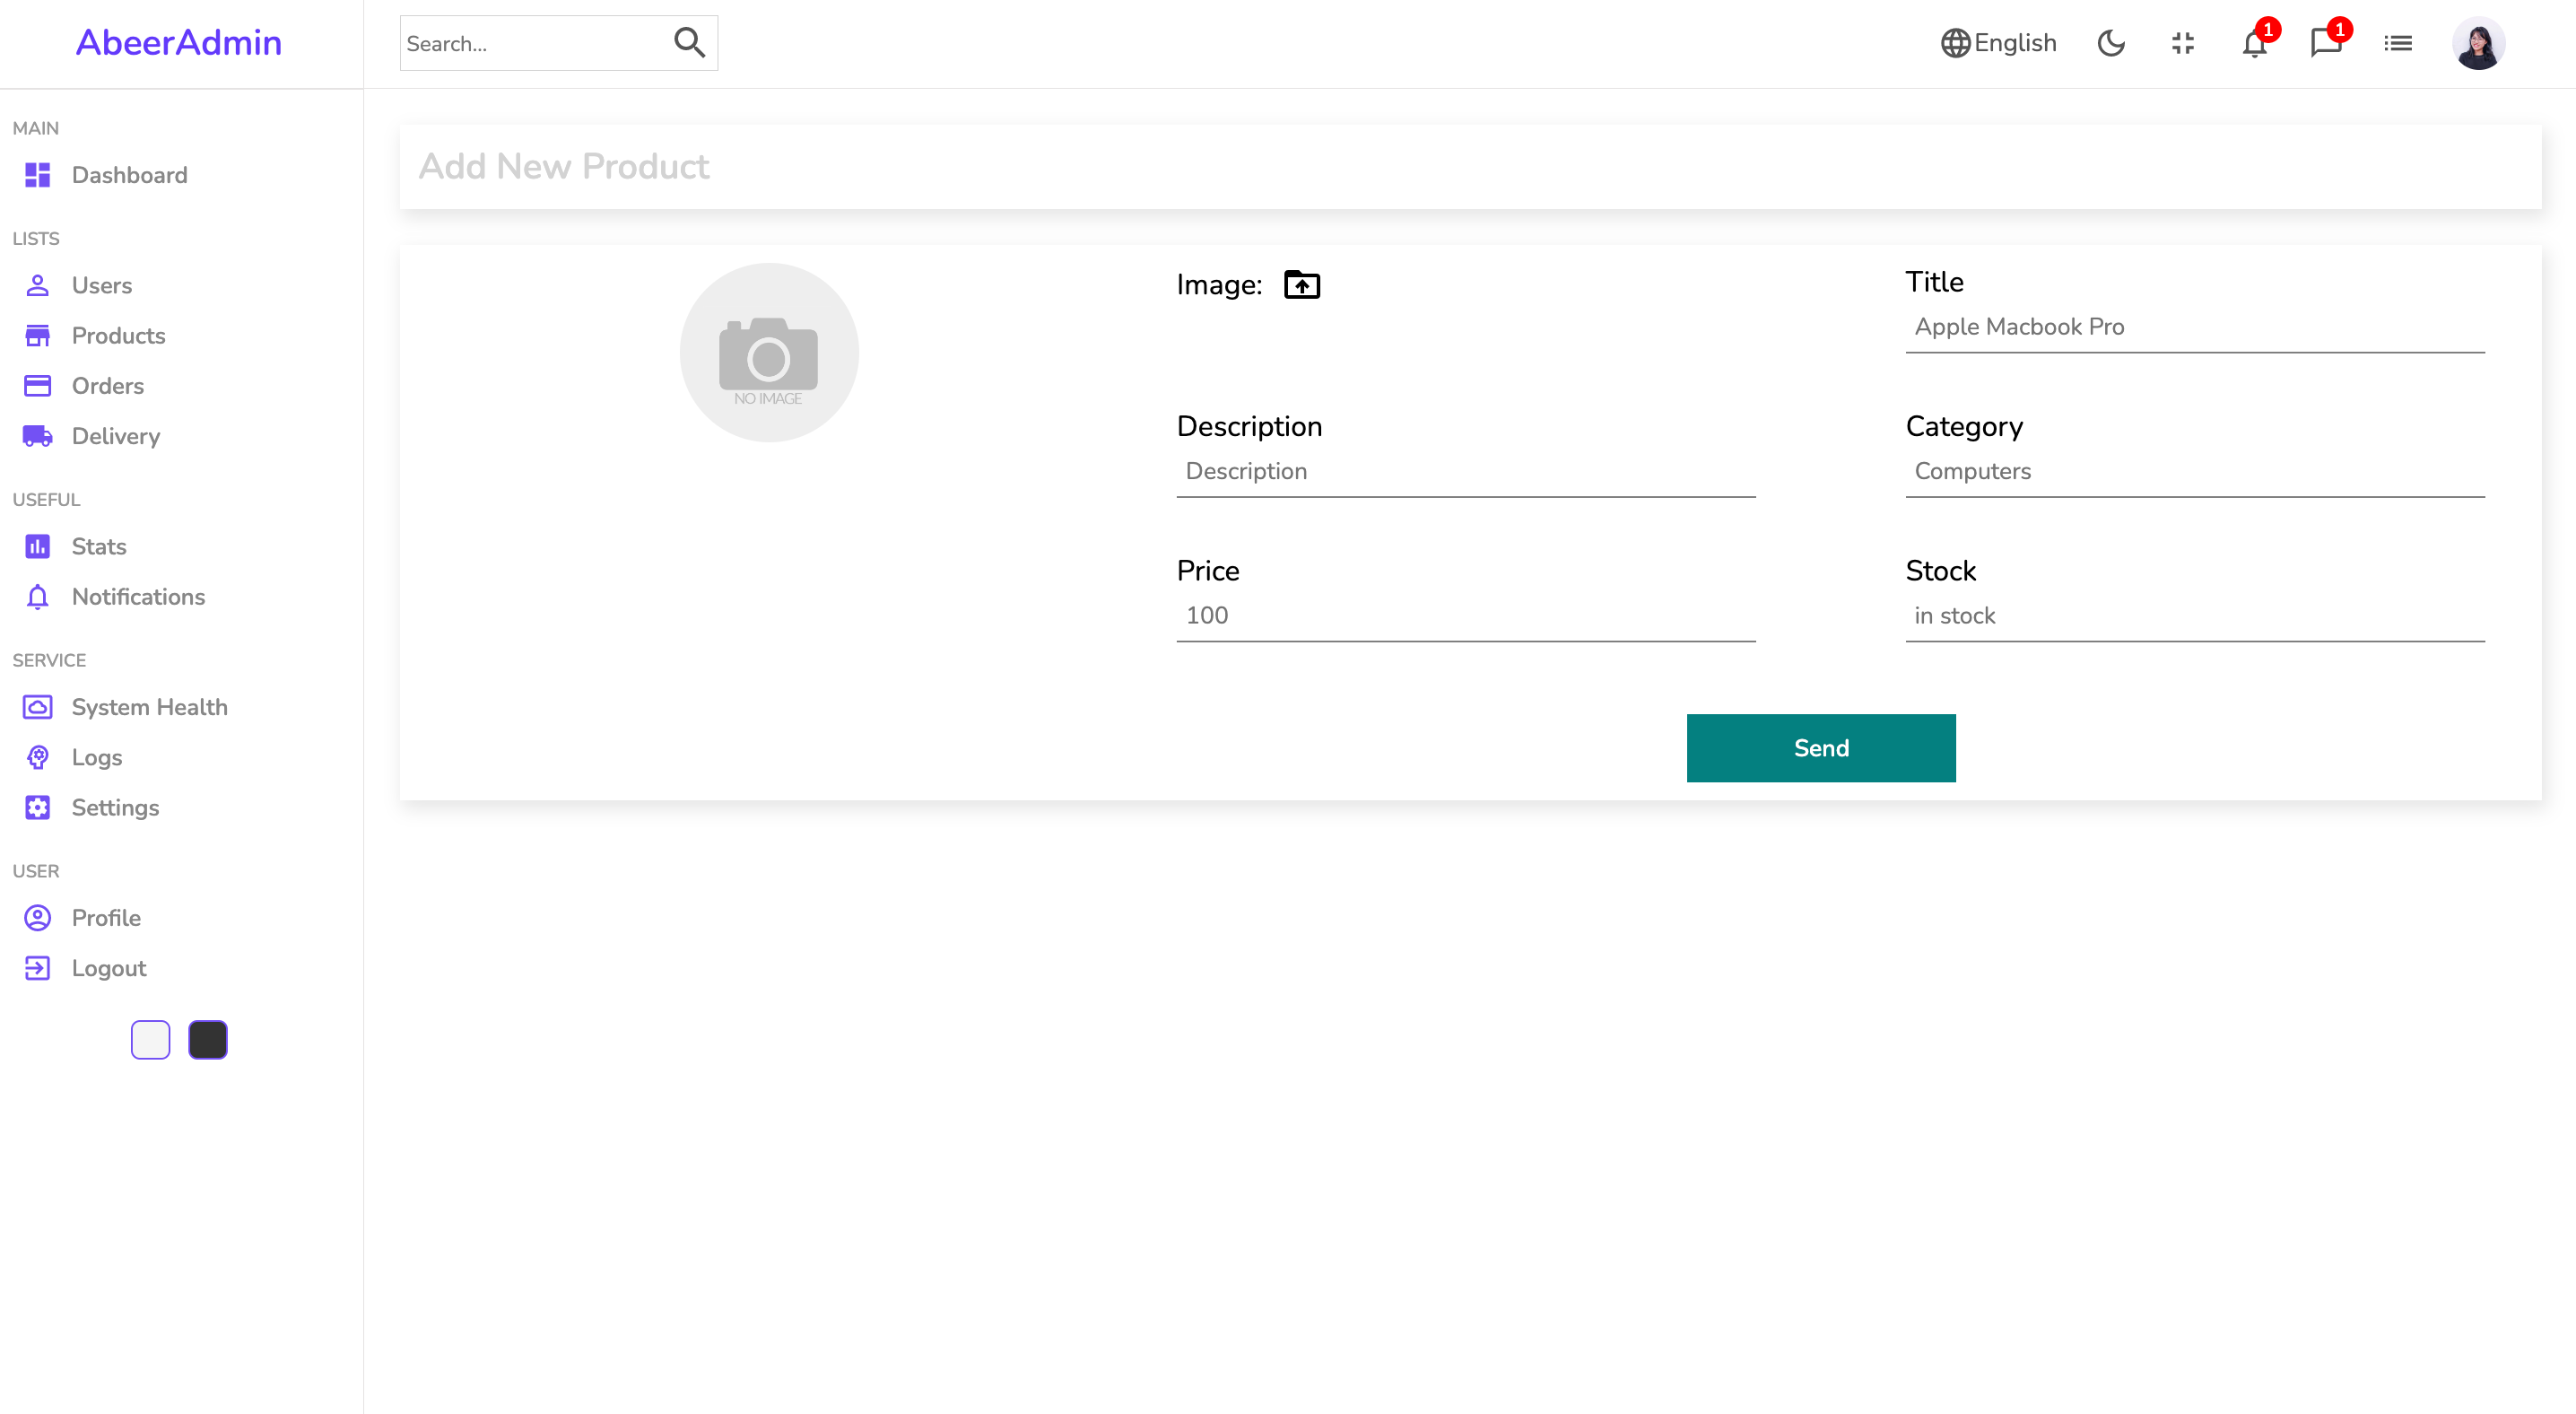 AbeerAdmin
Search...
English
1
1
MAIN
Dashboard
LISTS
Users
Products
Orders
Delivery
USEFUL
Stats
Notifications
SERVICE
System Health
Logs
Settings
USER
Profile
Logout
Add New Product
NO IMAGE
Image:
Title
Apple Macbook Pro
Description
Description
Category
Computers
Price
100
Stock
in stock
Send